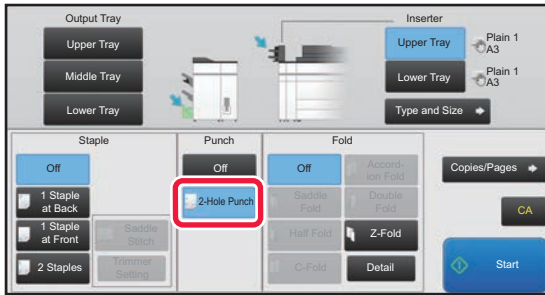 Output Tray
Inserter
Upper Tray
Middle Tray
Lower Tray
Upper Tray
Plain 1
A3
Lower Tray
Plain 1
A3
Type and Size
Staple
Punch
Fold
Off
1 Staple
at Back
1 Staple
at Front
2 Staples
Saddle
Stitch
Trimmer
Setting
Off
2-Hole Punch
Off
Accord-
ion Fold
Saddle
Fold
Double
Fold
Half Fold
Z-Fold
C-Fold
Detail
Copies/Pages
CA
Start